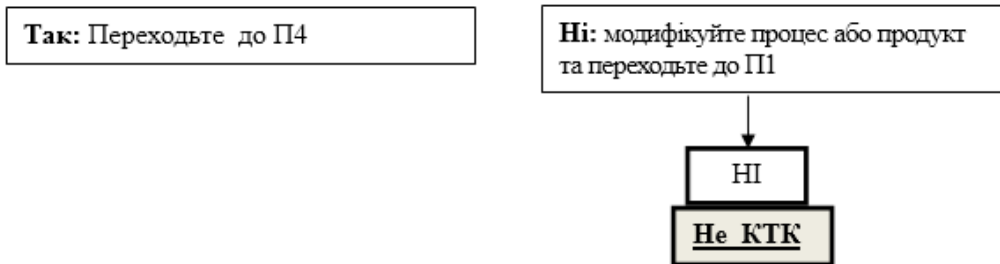 Так: Переходьте до П4
Ні: модифікуйте процес або продукт
та переходьте до П1
НІ
Не КТК